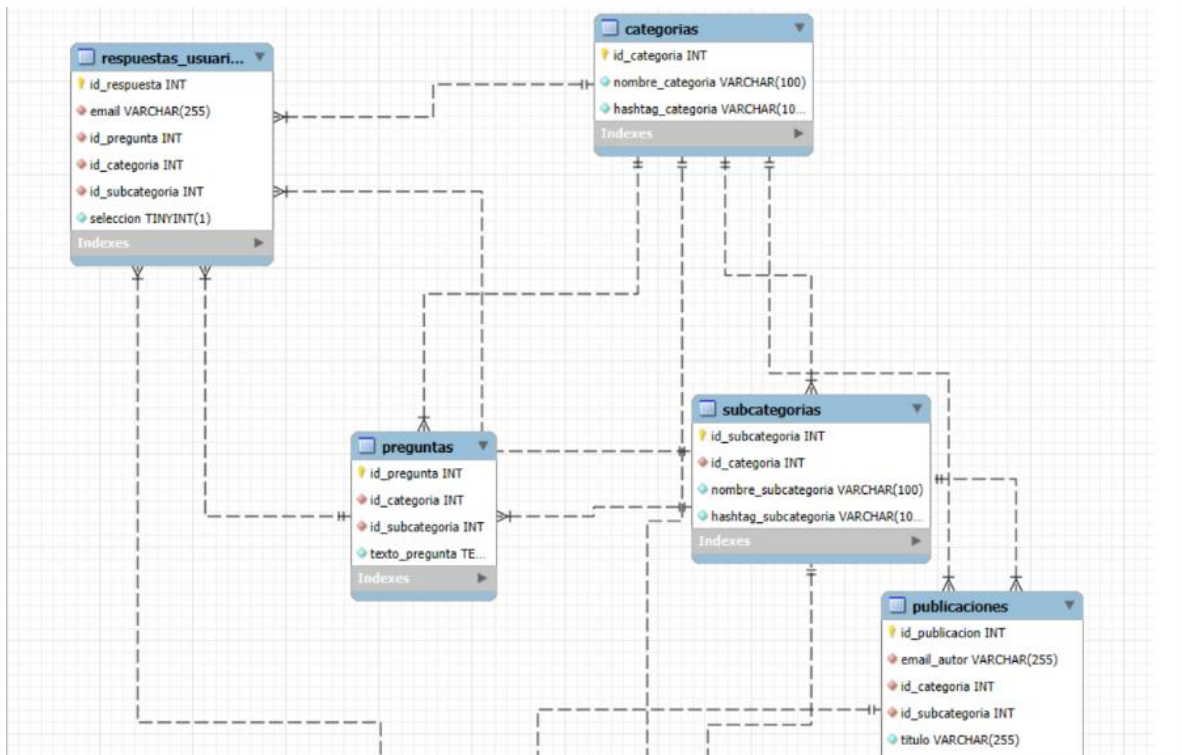 categorias
id_categoria INT
nombre_categoria VARCHAR(100)
hashtag_categoria VARCHAR(10...
Indexes
respuestas_usuari...
id_respuesta INT
email VARCHAR(255)
id_pregunta INT
id_categoria INT
id_subcategoria INT
seleccion TINYINT(1)
Indexes
subcategorias
id_subcategoria INT
id_categoria INT
nombre_subcategoria VARCHAR(100)
hashtag_subcategoria VARCHAR(10...
Indexes
preguntas
id_pregunta INT
id_categoria INT
id_subcategoria INT
texto_pregunta TE...
Indexes
publicaciones
id_publicacion INT
email_autor VARCHAR(255)
id_categoria INT
id_subcategoria INT
titulo VARCHAR(255)